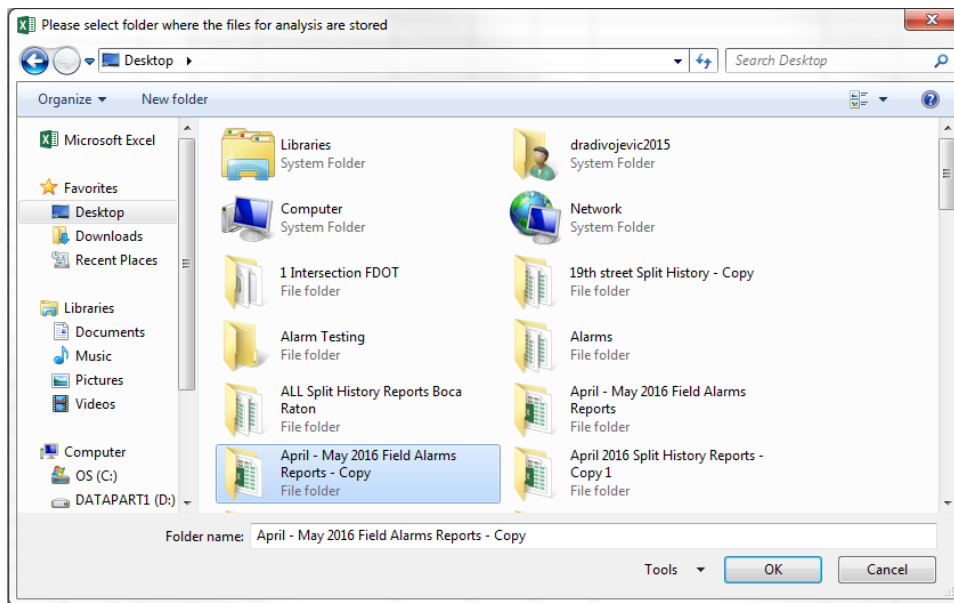 Please select folder where the files for analysis are stored
Desktop
Search Desktop
Organize
New folder
Microsoft Excel
Favorites
Desktop
Downloads
Recent Places
Libraries
Documents
Music
Pictures
Videos
Computer
OS (C:)
DATAPART1 (D:)
Libraries
System Folder
dradivojevic2015
System Folder
Computer
System Folder
Network
System Folder
1 Intersection FDOT
File folder
19th street Split History - Copy
File folder
Alarm Testing
File folder
Alarms
File folder
ALL Split History Reports Boca
Raton
File folder
April - May 2016 Field Alarms
Reports
File folder
April - May 2016 Field Alarms
Reports - Copy
File folder
April 2016 Split History Reports -
Copy 1
File folder
Folder name: April - May 2016 Field Alarms Reports - Copy
Tools
OK
Cancel